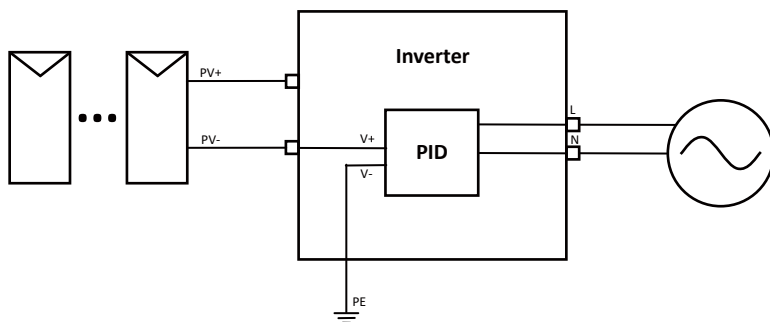 Inverter
PV+
L
PV-
V+
N
PID
V-
PE